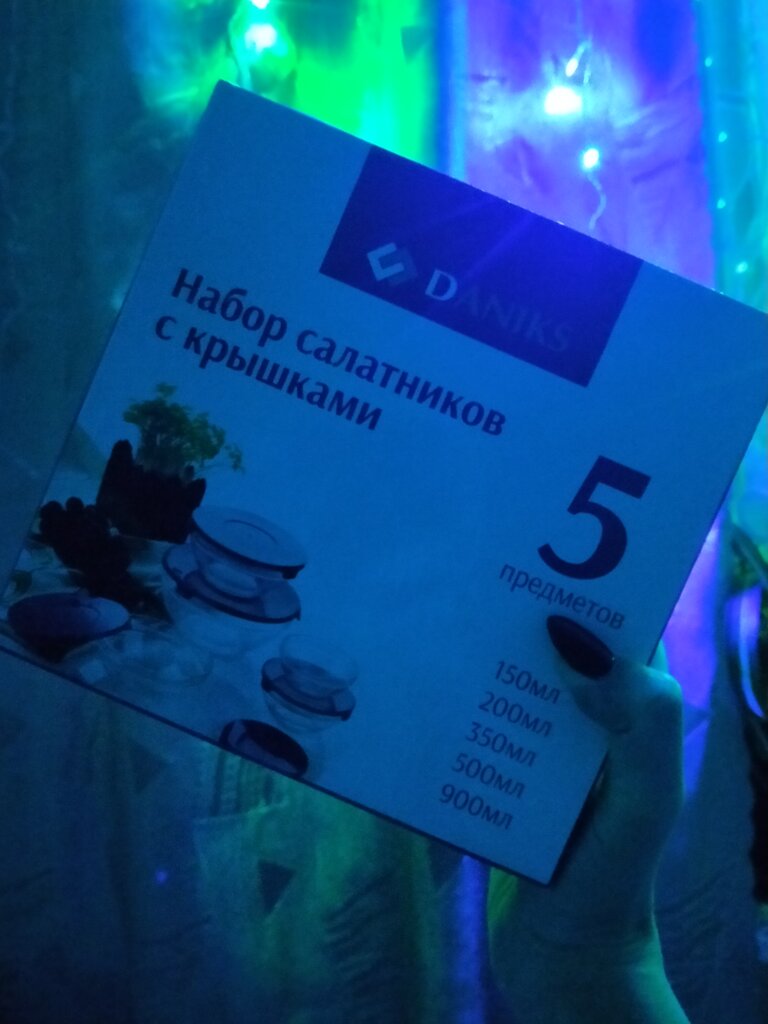 DANIKS
Набор салатников
с крышками
5
предметов
150мл
200мл
350мл
500мл
900мл